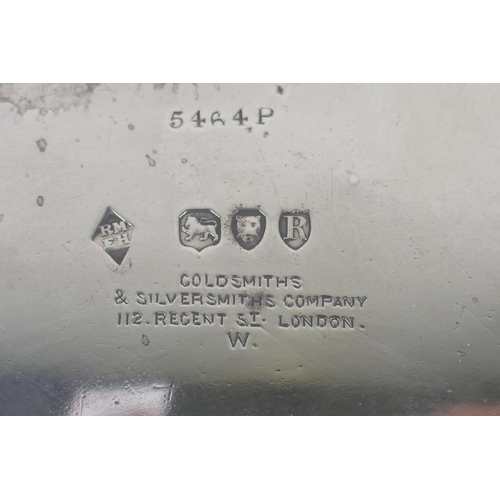 5464P
RM
EH
R
GOLDSMITHS
& SILVERSMITHS COMPANY
112. REGENT ST. LONDON.
W.